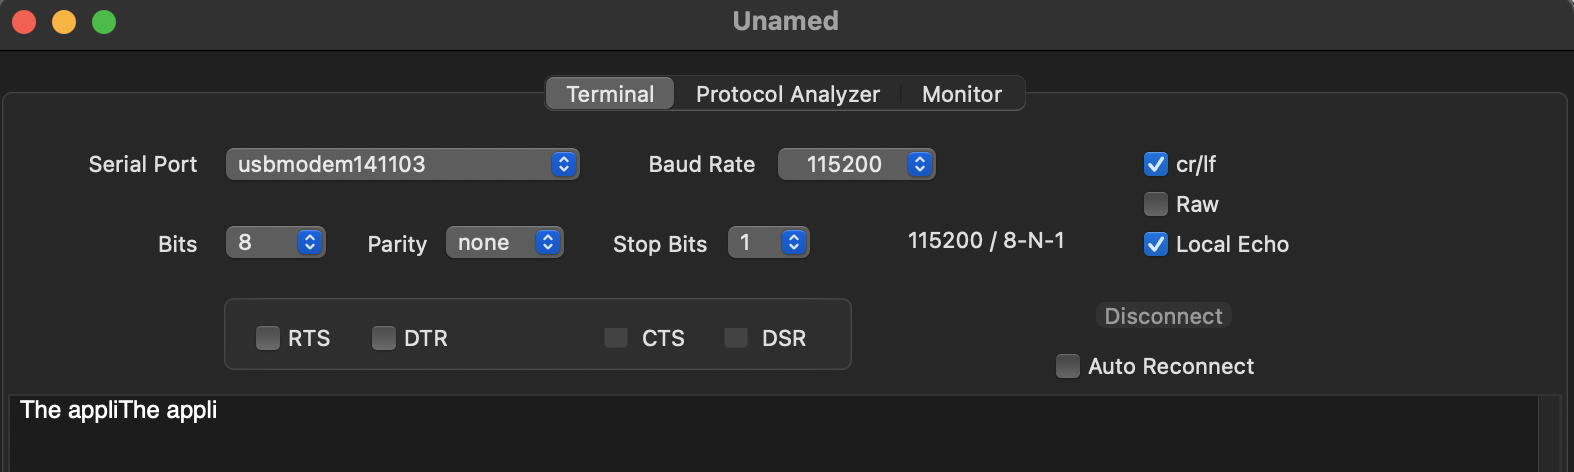 Unamed
Terminal Protocol Analyzer Monitor
Serial Port usbmodem141103 Baud Rate 115200 cr/lf
Raw
Bits 8 Parity none Stop Bits 1 115200 / 8-N-1 Local Echo
Disconnect
RTS DTR CTS DSR
Auto Reconnect
The appliThe appli